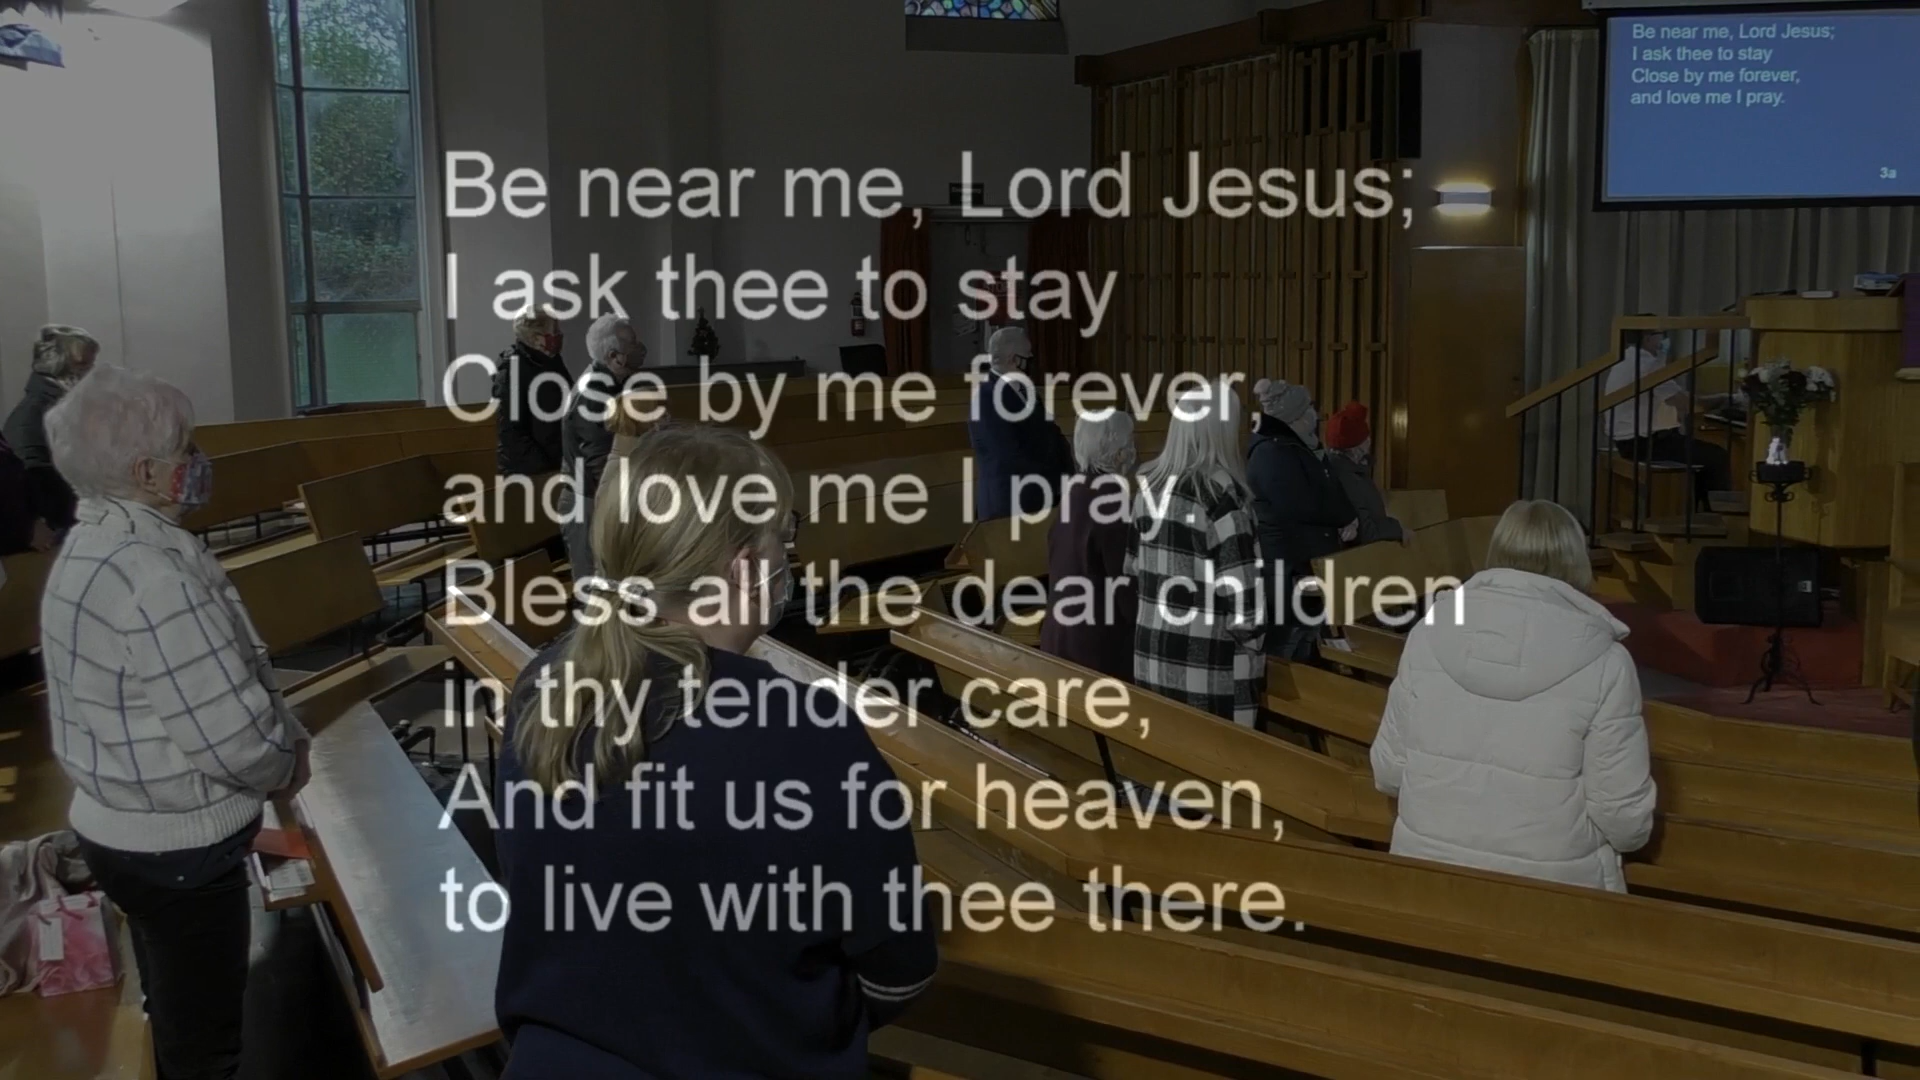 Be near me, Lord Jesus;
I ask thee to stay
Close by me forever,
and love me I pray.
3a
Be near me, Lord Jesus;
I ask thee to stay
Close by me forever,
and love me I pray.
Bless all the dear children
in thy tender care,
And fit us for heaven,
to live with thee there.